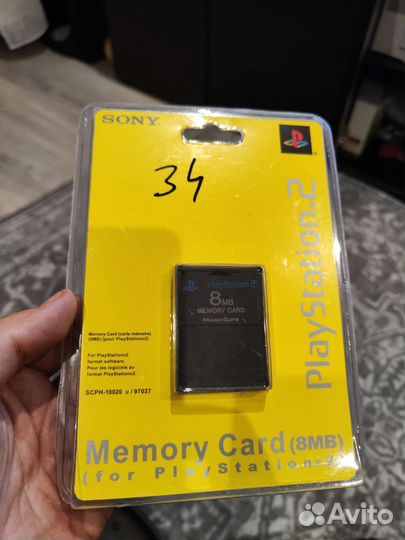 SONY
34
PlayStation.2
PlayStation 2
8MB
MEMORY CARD
MAGICGATE
Memory Card (carte mémoire)
(8MB) (pour PlayStation2)
For PlayStation2
format software.
Pour les logiciels au
format PlayStation2.
SCPH-10020 U / 97027
Memory Card (8MB)
(for PlayStation.2)
Avito